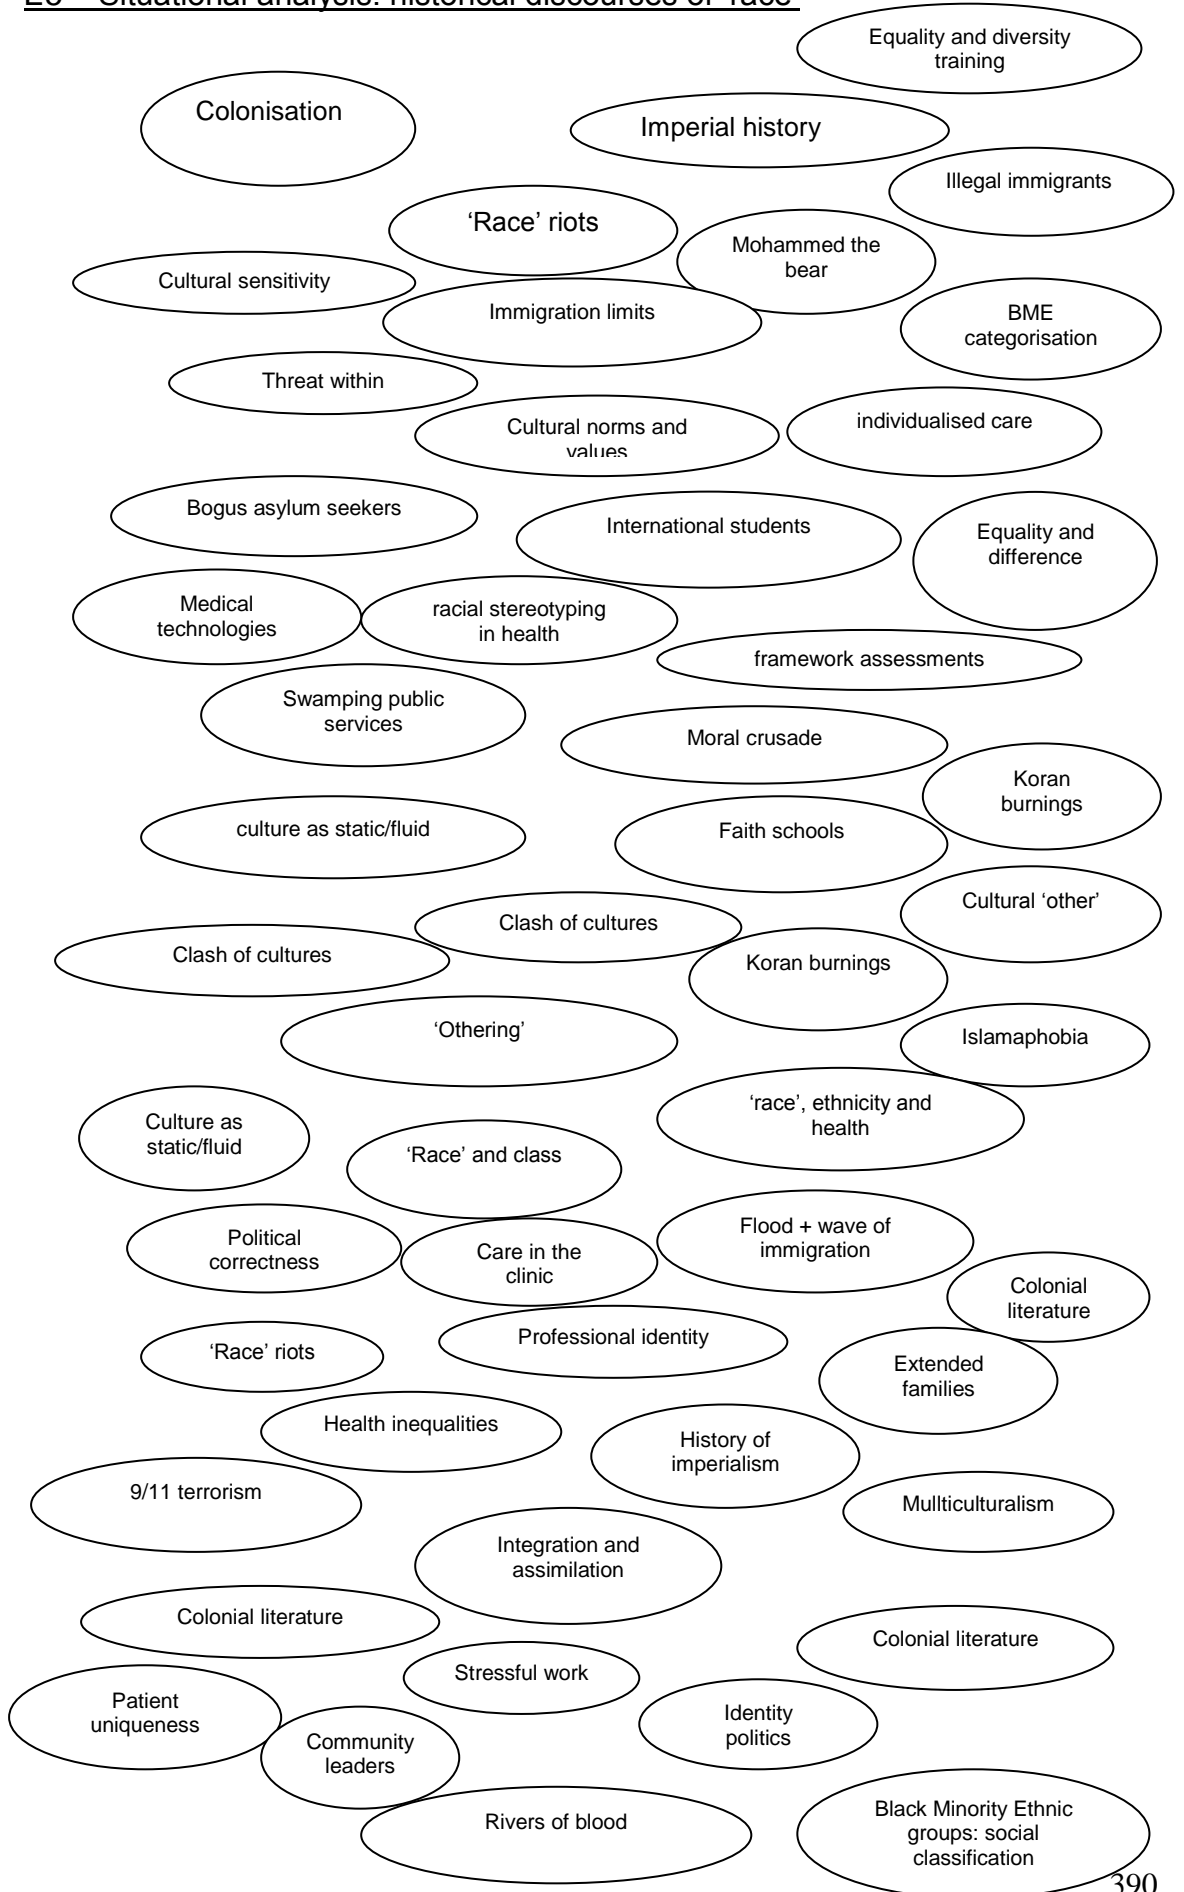 Situational analysis: historical discourses of 'race'
Equality and diversity
training
Colonisation
Imperial history
Illegal immigrants
'Race' riots
Mohammed the
bear
Cultural sensitivity
Immigration limits
BME
categorisation
Threat within
Cultural norms and
values
individualised care
Bogus asylum seekers
International students
Equality and
difference
Medical
technologies
racial stereotyping
in health
framework assessments
Swamping public
services
Moral crusade
Koran
burnings
culture as static/fluid
Faith schools
Cultural 'other'
Clash of cultures
Clash of cultures
Koran burnings
'Othering'
Islamaphobia
'race', ethnicity and
health
Culture as
static/fluid
'Race' and class
Political
correctness
Care in the
clinic
Flood + wave of
immigration
Colonial
literature
'Race' riots
Professional identity
Extended
families
Health inequalities
History of
imperialism
9/11 terrorism
Mullticulturalism
Integration and
assimilation
Colonial literature
Colonial literature
Stressful work
Patient
uniqueness
Identity
politics
Community
leaders
Rivers of blood
Black Minority Ethnic
groups: social
classification
390